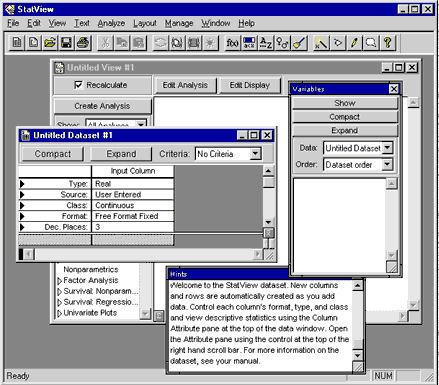 StatView
File Edit View Text Analyze Layout Manage Window Help
f(x)
Untitled View #1
Recalculate Edit Analysis Edit Display
Create Analysis
Show: All Analyses
Untitled Dataset #1
Compact Expand Criteria: No Criteria
Input Column
Type: Real
Source: User Entered
Class: Continuous
Format: Free Format Fixed
Dec. Places: 3
Nonparametrics
Factor Analysis
Survival: Nonparam...
Survival: Regressio...
Univariate Plots
Variables
Show
Compact
Expand
Data: Untitled Dataset
Order: Dataset order
Hints
Welcome to the StatView dataset. New columns
and rows are automatically created as you add
data. Control each column's format, type, and class
and view descriptive statistics using the Column
Attribute pane at the top of the data window. Open
the Attribute pane using the control at the top of the
right hand scroll bar. For more information on the
dataset, see your manual.
Ready NUM